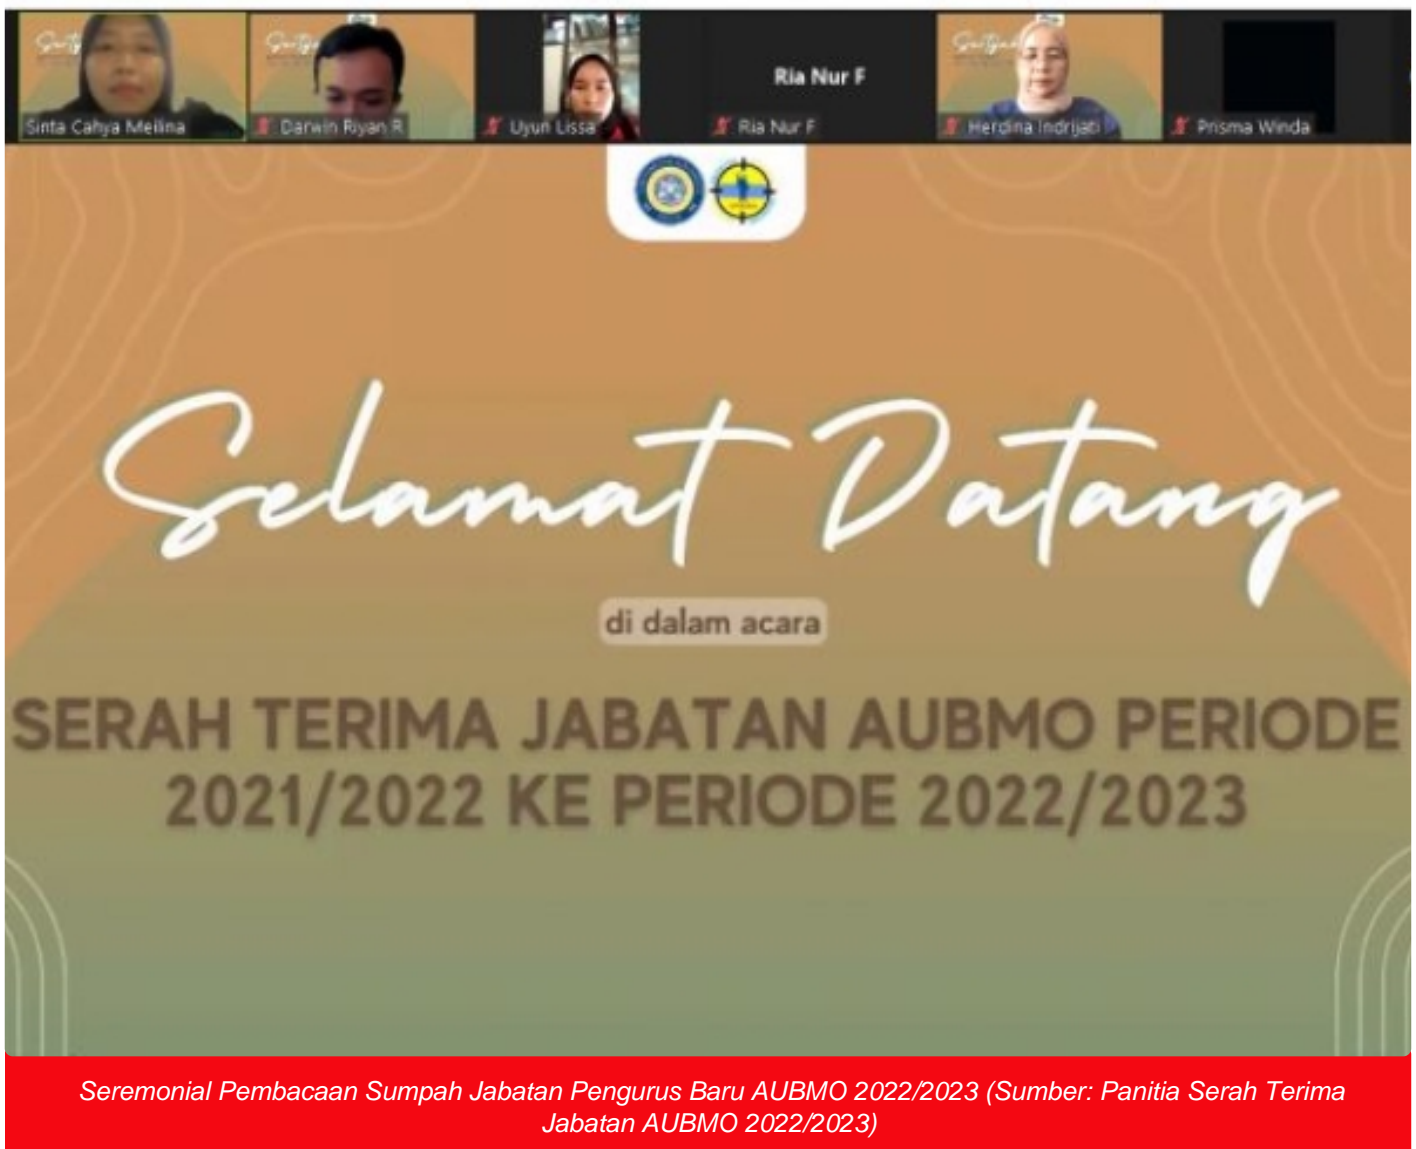 Sinta Cahya Meilina
Darwin Riyan R
Uyun Lissa
Ria Nur F
Ria Nur F
Herdina Indrijati
Prisma Winda
Selamat Datang
di dalam acara
SERAH TERIMA JABATAN AUBMO PERIODE
2021/2022 KE PERIODE 2022/2023
Seremonial Pembacaan Sumpah Jabatan Pengurus Baru AUBMO 2022/2023 (Sumber: Panitia Serah Terima
Jabatan AUBMO 2022/2023)